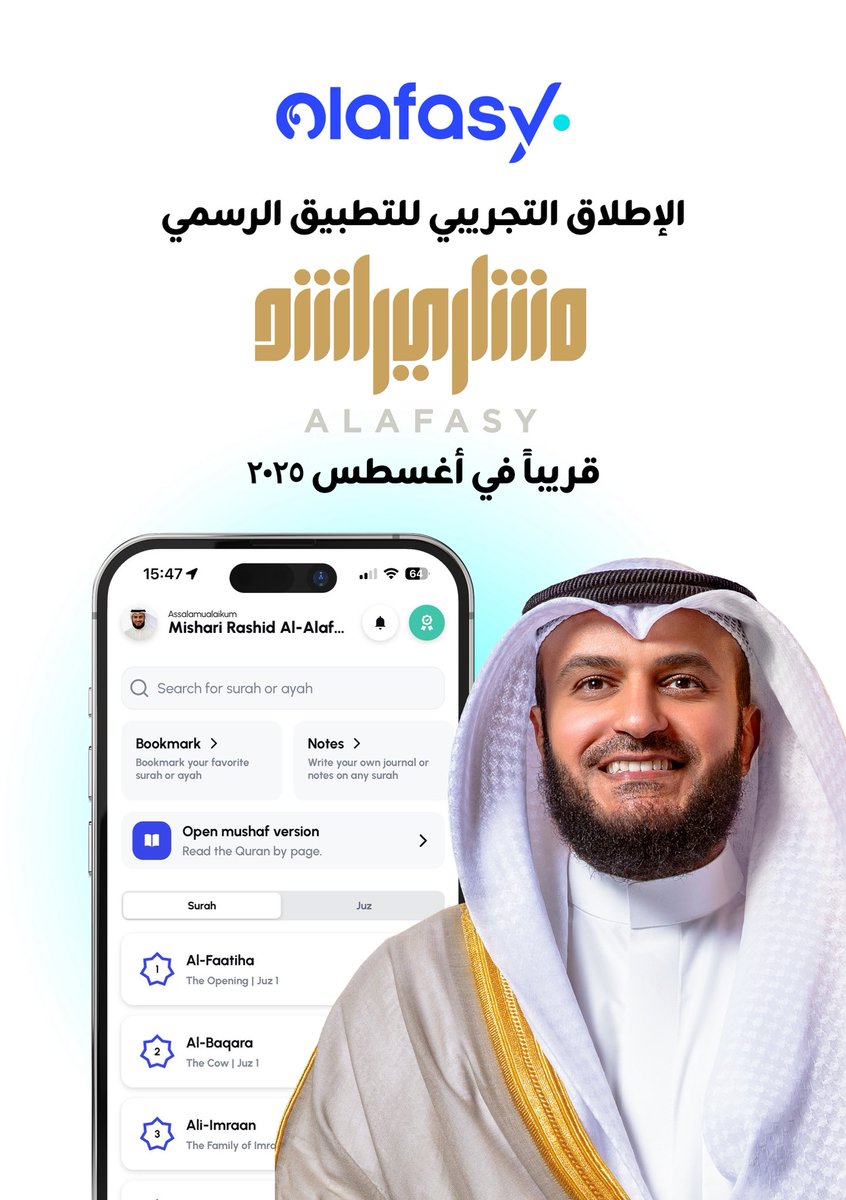 alafasy.
الإطلاق التجريبي للتطبيق الرسمي
مشاري راشد
ALAFASY
قريباً في أغسطس ٢٠٢٥
15:47
64
Assalamualaikum
Mishari Rashid Al-Alaf...
Search for surah or ayah
Bookmark
Bookmark your favorite
surah or ayah
Notes
Write your own journal or
notes on any surah
Open mushaf version
Read the Quran by page.
Surah
Juz
1
Al-Faatiha
The Opening | Juz 1
2
Al-Baqara
The Cow | Juz 1
3
Ali-Imraan
The Family of Imra